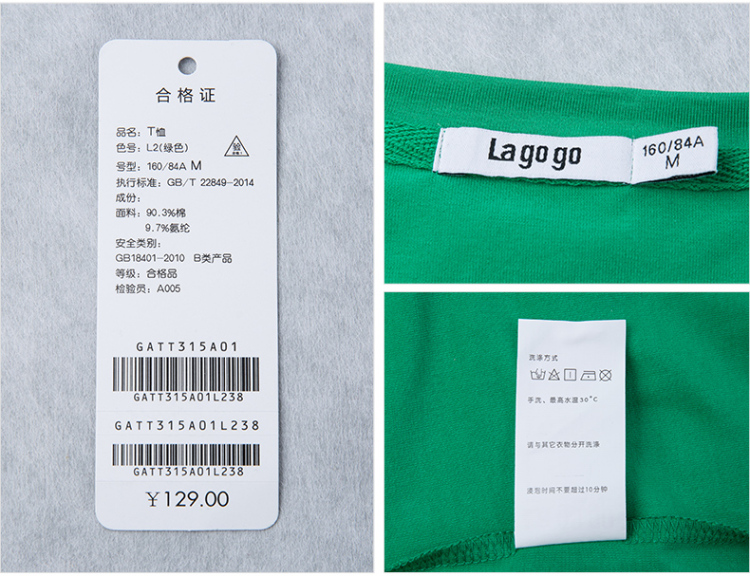 合格证
品名：T恤
色号：L2(绿色)
号型：160/84A M
执行标准：GB/T 22849-2014
成份：
面料：90.3%棉
9.7%氨纶
安全类别：
GB18401-2010 B类产品
等级：合格品
检验员：A005
GATT315A01
GATT315A01L238
GATT315A01L238
GATT315A01L238
￥129.00
Lagogo
160/84A
M
洗涤方式
手洗，最高水温30°C
请与其它衣物分开洗涤
浸泡时间不要超过10分钟